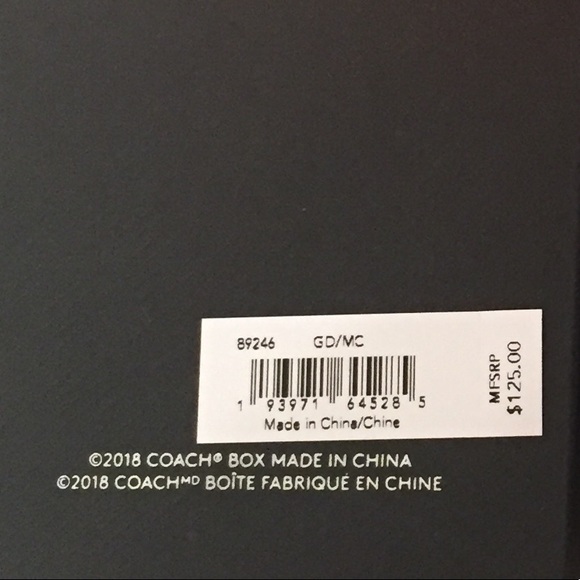 89246 GD/MC
1 93971 64528 5
Made in China/Chine
MFSRP
$125.00
©2018 COACH® BOX MADE IN CHINA
©2018 COACHMD BOÎTE FABRIQUÉ EN CHINE